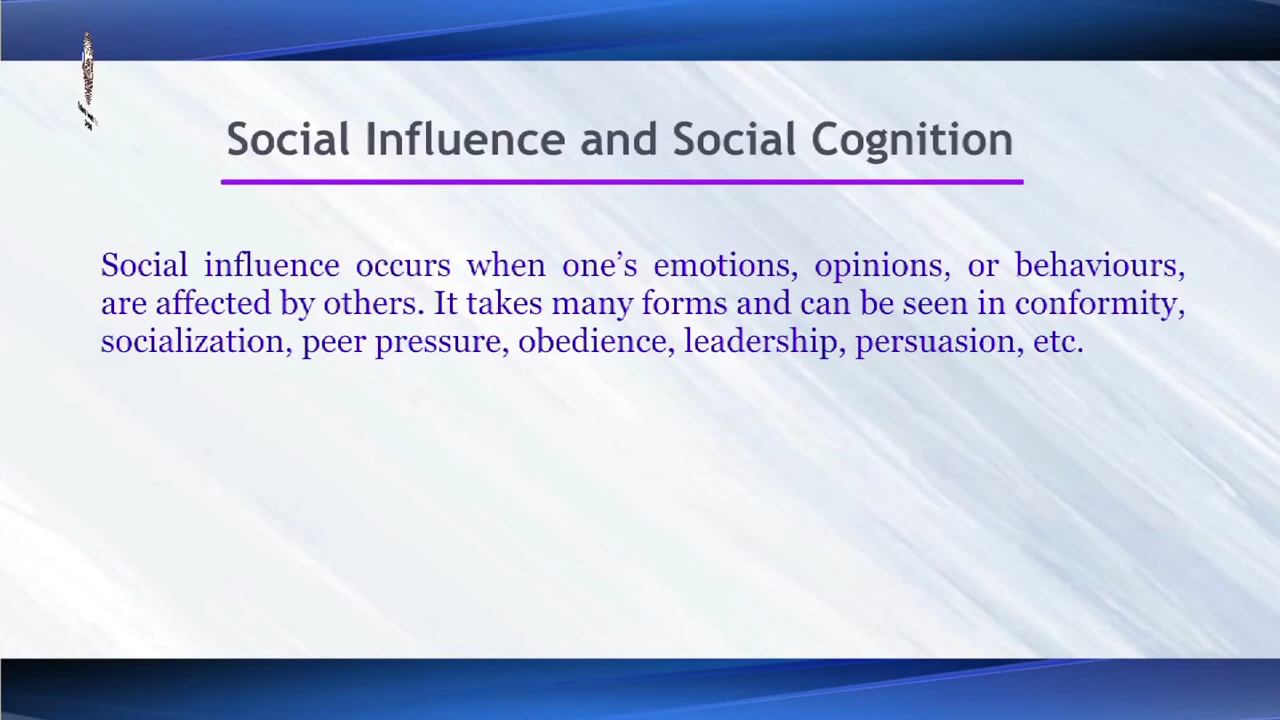 Social Influence and Social Cognition
Social influence occurs when one’s emotions, opinions, or behaviours,
are affected by others. It takes many forms and can be seen in conformity,
socialization, peer pressure, obedience, leadership, persuasion, etc.